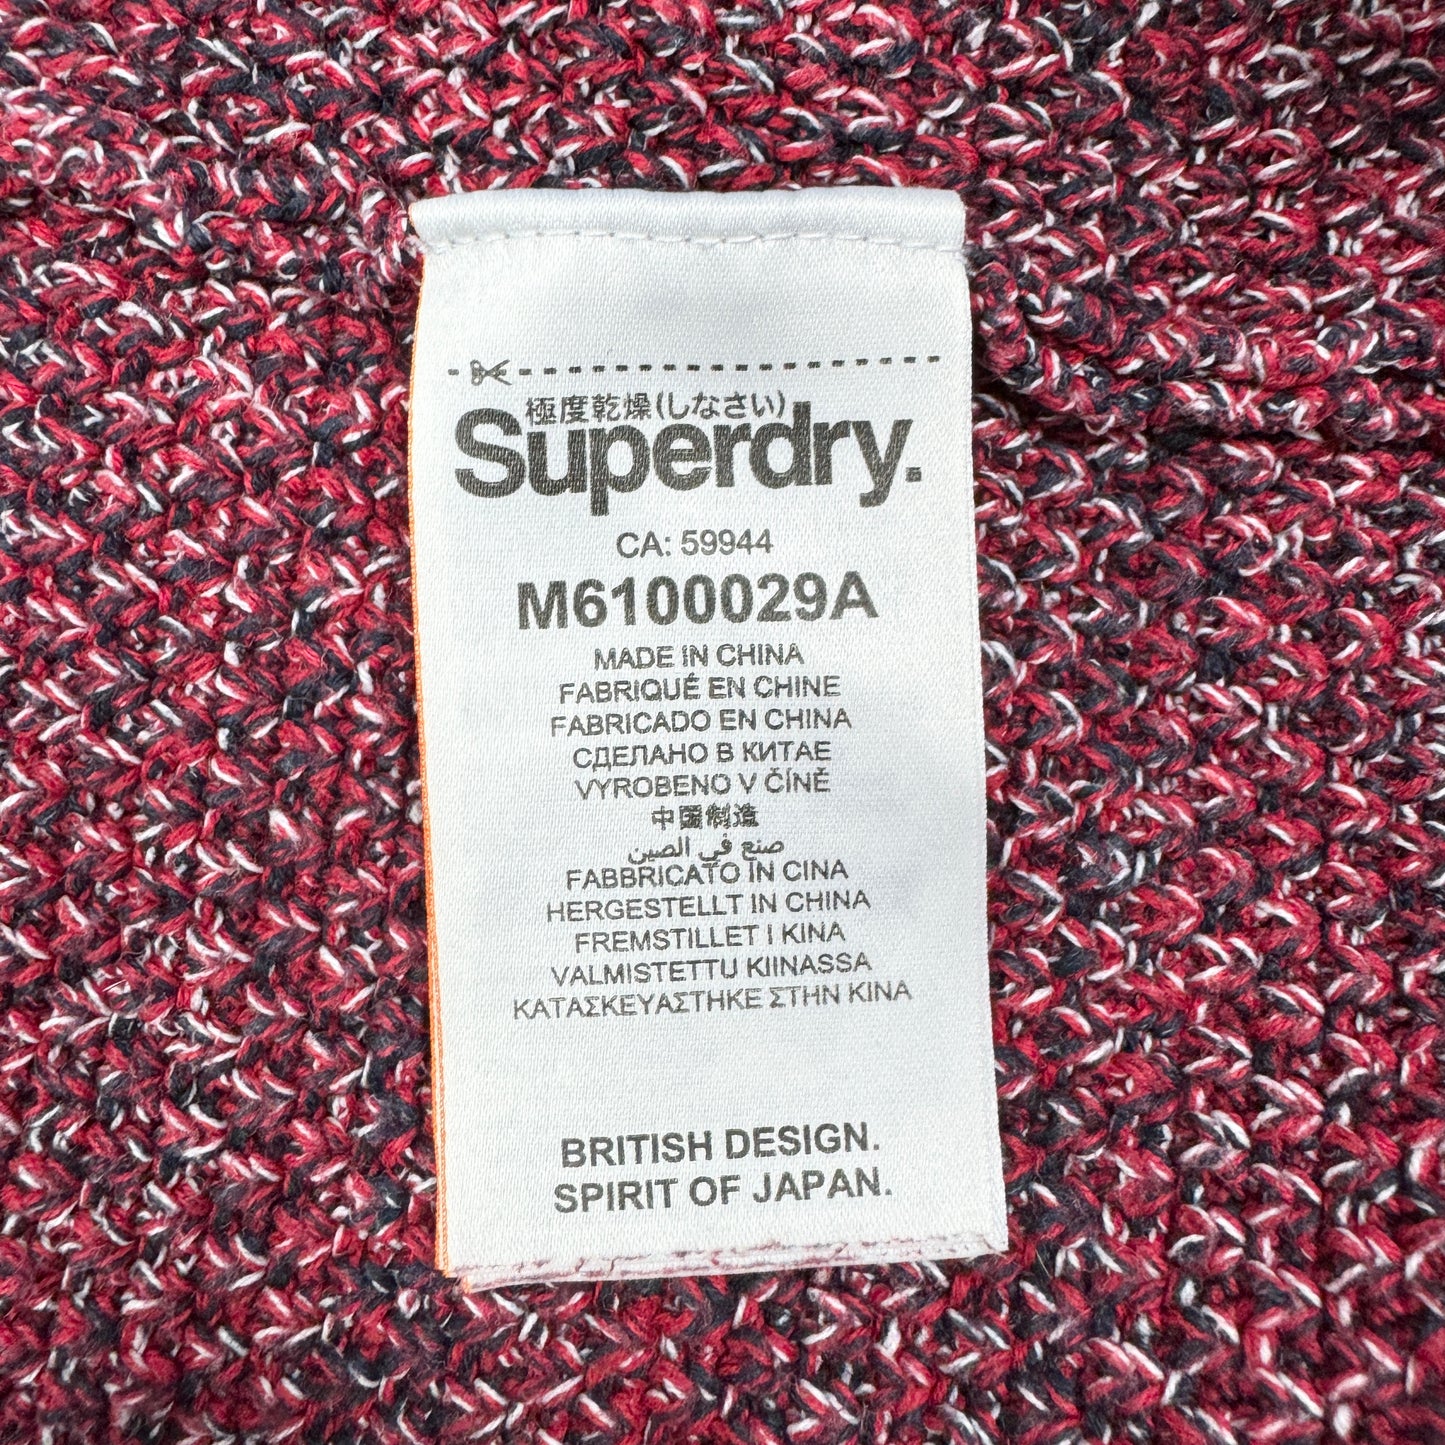 極度乾燥(しなさい)
Superdry.
CA: 59944
M6100029A
MADE IN CHINA
FABRIQUÉ EN CHINE
FABRICADO EN CHINA
СДЕЛАНО В КИТАЕ
VYROBENO V ČÍNĚ
中國制造
صنع في الصين
FABBRICATO IN CINA
HERGESTELLT IN CHINA
FREMSTILLET I KINA
VALMISTETTU KIINASSA
ΚΑΤΑΣΚΕΥΑΣΤΗΚΕ ΣΤΗΝ ΚΙΝΑ
BRITISH DESIGN.
SPIRIT OF JAPAN.